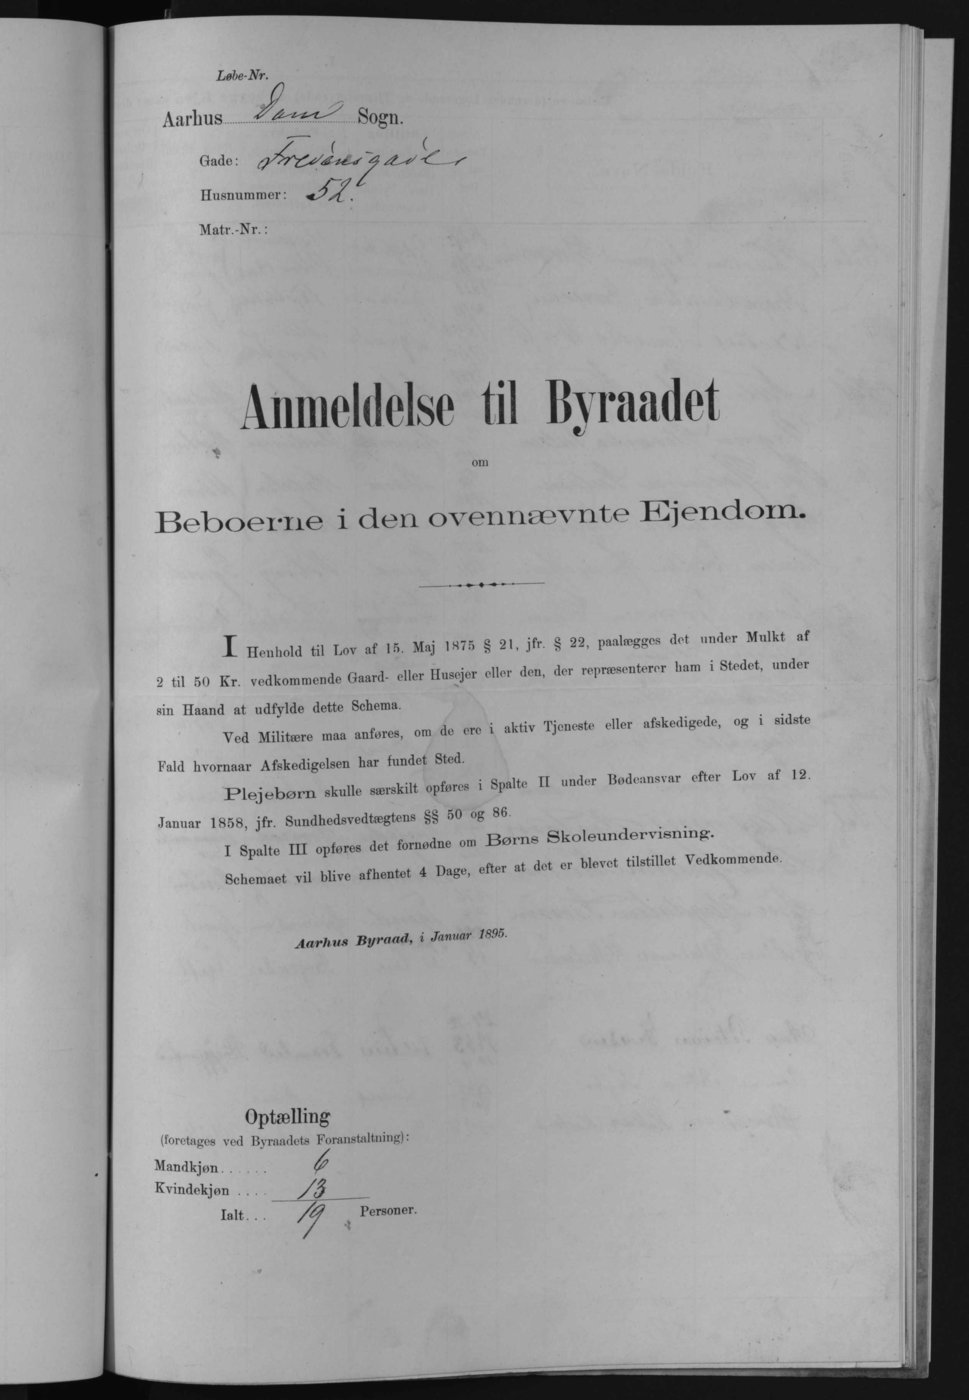 Løbe-Nr.
Aarhus Dom Sogn.
Gade: Fredensgade
Husnummer: 52.
Matr.-Nr.:
Anmeldelse til Byraadet
om
Beboerne i den ovennævnte Ejendom.
I Henhold til Lov af 15. Maj 1875 § 21, jfr. § 22, paalægges det under Mulkt af
2 til 50 Kr. vedkommende Gaard- eller Husejer eller den, der repræsenterer ham i Stedet, under
sin Haand at udfylde dette Schema.
Ved Militære maa anføres, om de ere i aktiv Tjeneste eller afskedigede, og i sidste
Fald hvornaar Afskedigelsen har fundet Sted.
Plejebørn skulle særskilt opføres i Spalte II under Bødeansvar efter Lov af 12.
Januar 1858, jfr. Sundhedsvedtægtens §§ 50 og 86.
I Spalte III opføres det fornødne om Børns Skoleundervisning.
Schemaet vil blive afhentet 4 Dage, efter at det er blevet tilstillet Vedkommende.
Aarhus Byraad, i Januar 1895.
Optælling
(foretages ved Byraadets Foranstaltning):
Mandkjøn...... 6
Kvindekjøn .... 13
Ialt... 19 Personer.